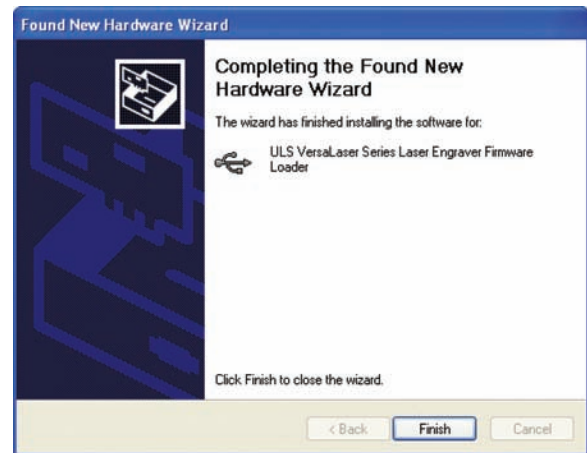 Found New Hardware Wizard
Completing the Found New
Hardware Wizard
The wizard has finished installing the software for:
ULS VersaLaser Series Laser Engraver Firmware
Loader
Click Finish to close the wizard.
< Back Finish Cancel